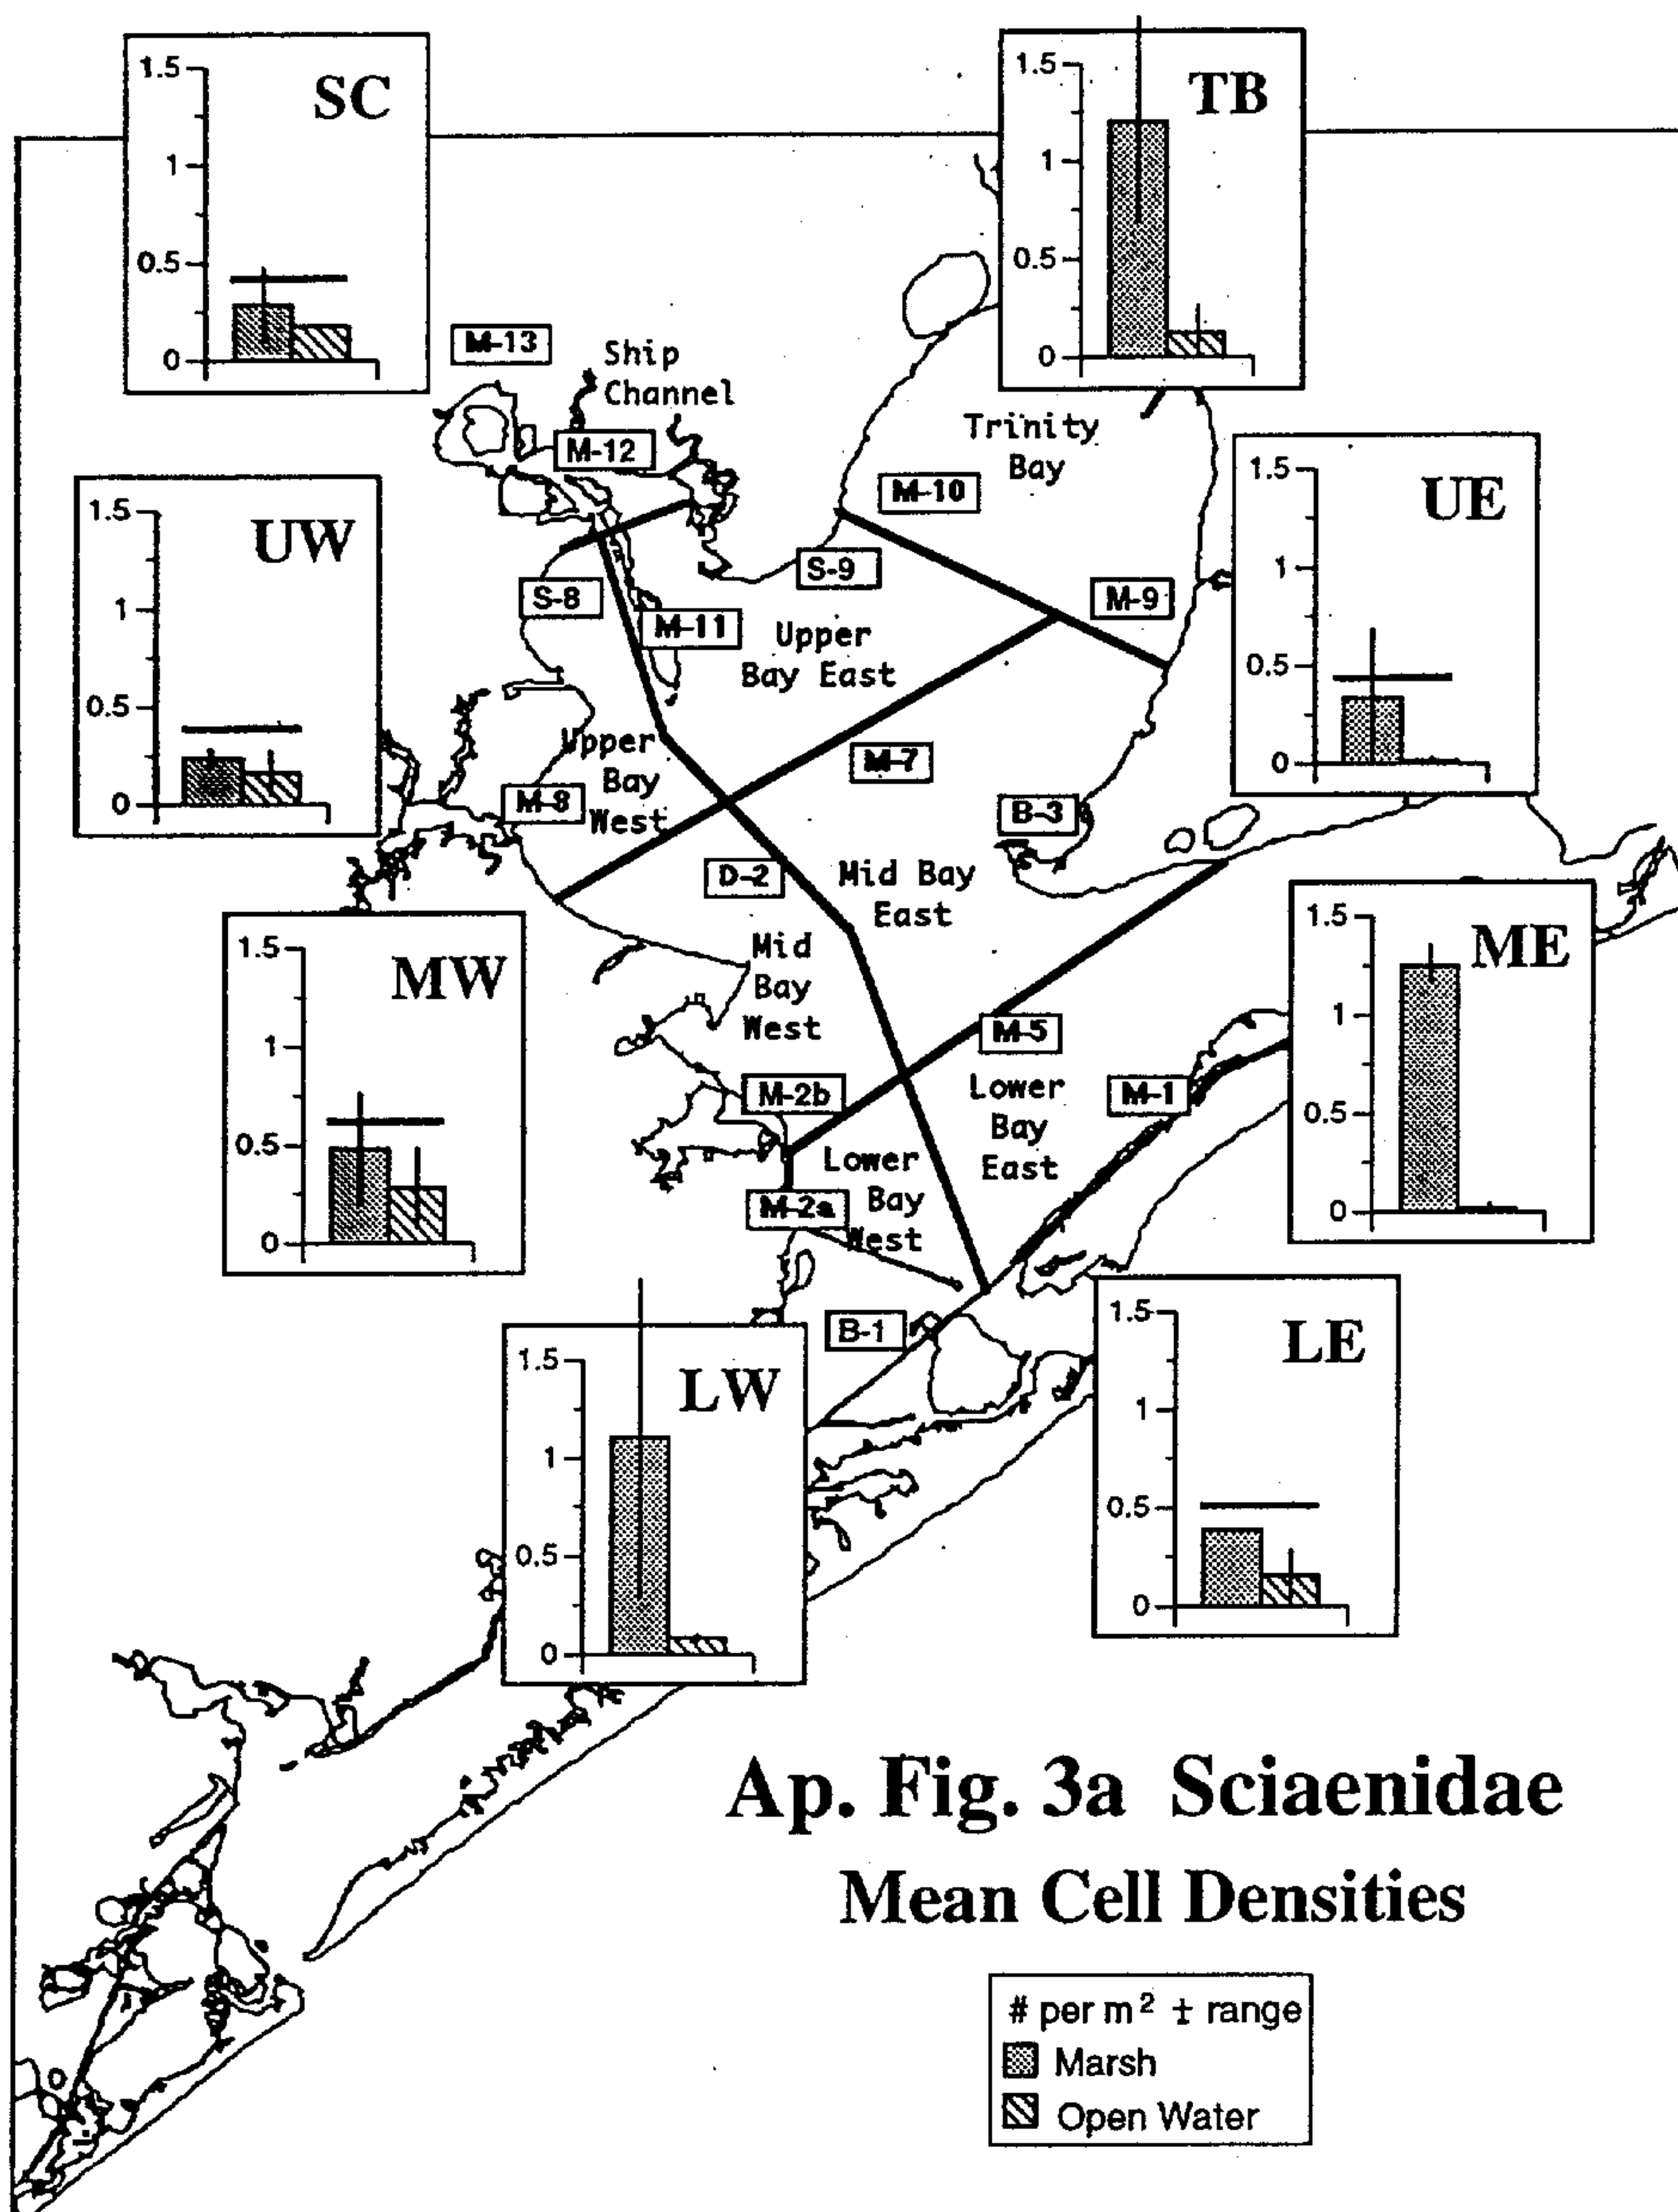 SC
1.5
1
0.5
0
TB
1.5
1
0.5
0
M-13
Ship
Channel
M-12
Trinity
Bay
M-10
UE
1.5
1
0.5
0
UW
1.5
1
0.5
0
S-9
S-8
M-9
M-11
Upper
Bay East
Upper
Bay
West
M-7
M-8
B-3
D-2
Mid Bay
East
MW
1.5
1
0.5
0
Mid
Bay
West
ME
1.5
1
0.5
0
M-5
M-2b
Lower
Bay
East
M-1
Lower
Bay
West
M-2a
B-1
LW
1.5
1
0.5
0
LE
1.5
1
0.5
0
Ap. Fig. 3a Sciaenidae
Mean Cell Densities
# per m² ± range
Marsh
Open Water